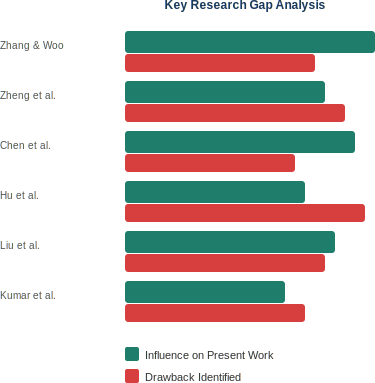 Key Research Gap Analysis
Zhang & Woo
Zheng et al.
Chen et al.
Hu et al.
Liu et al.
Kumar et al.
Influence on Present Work
Drawback Identified